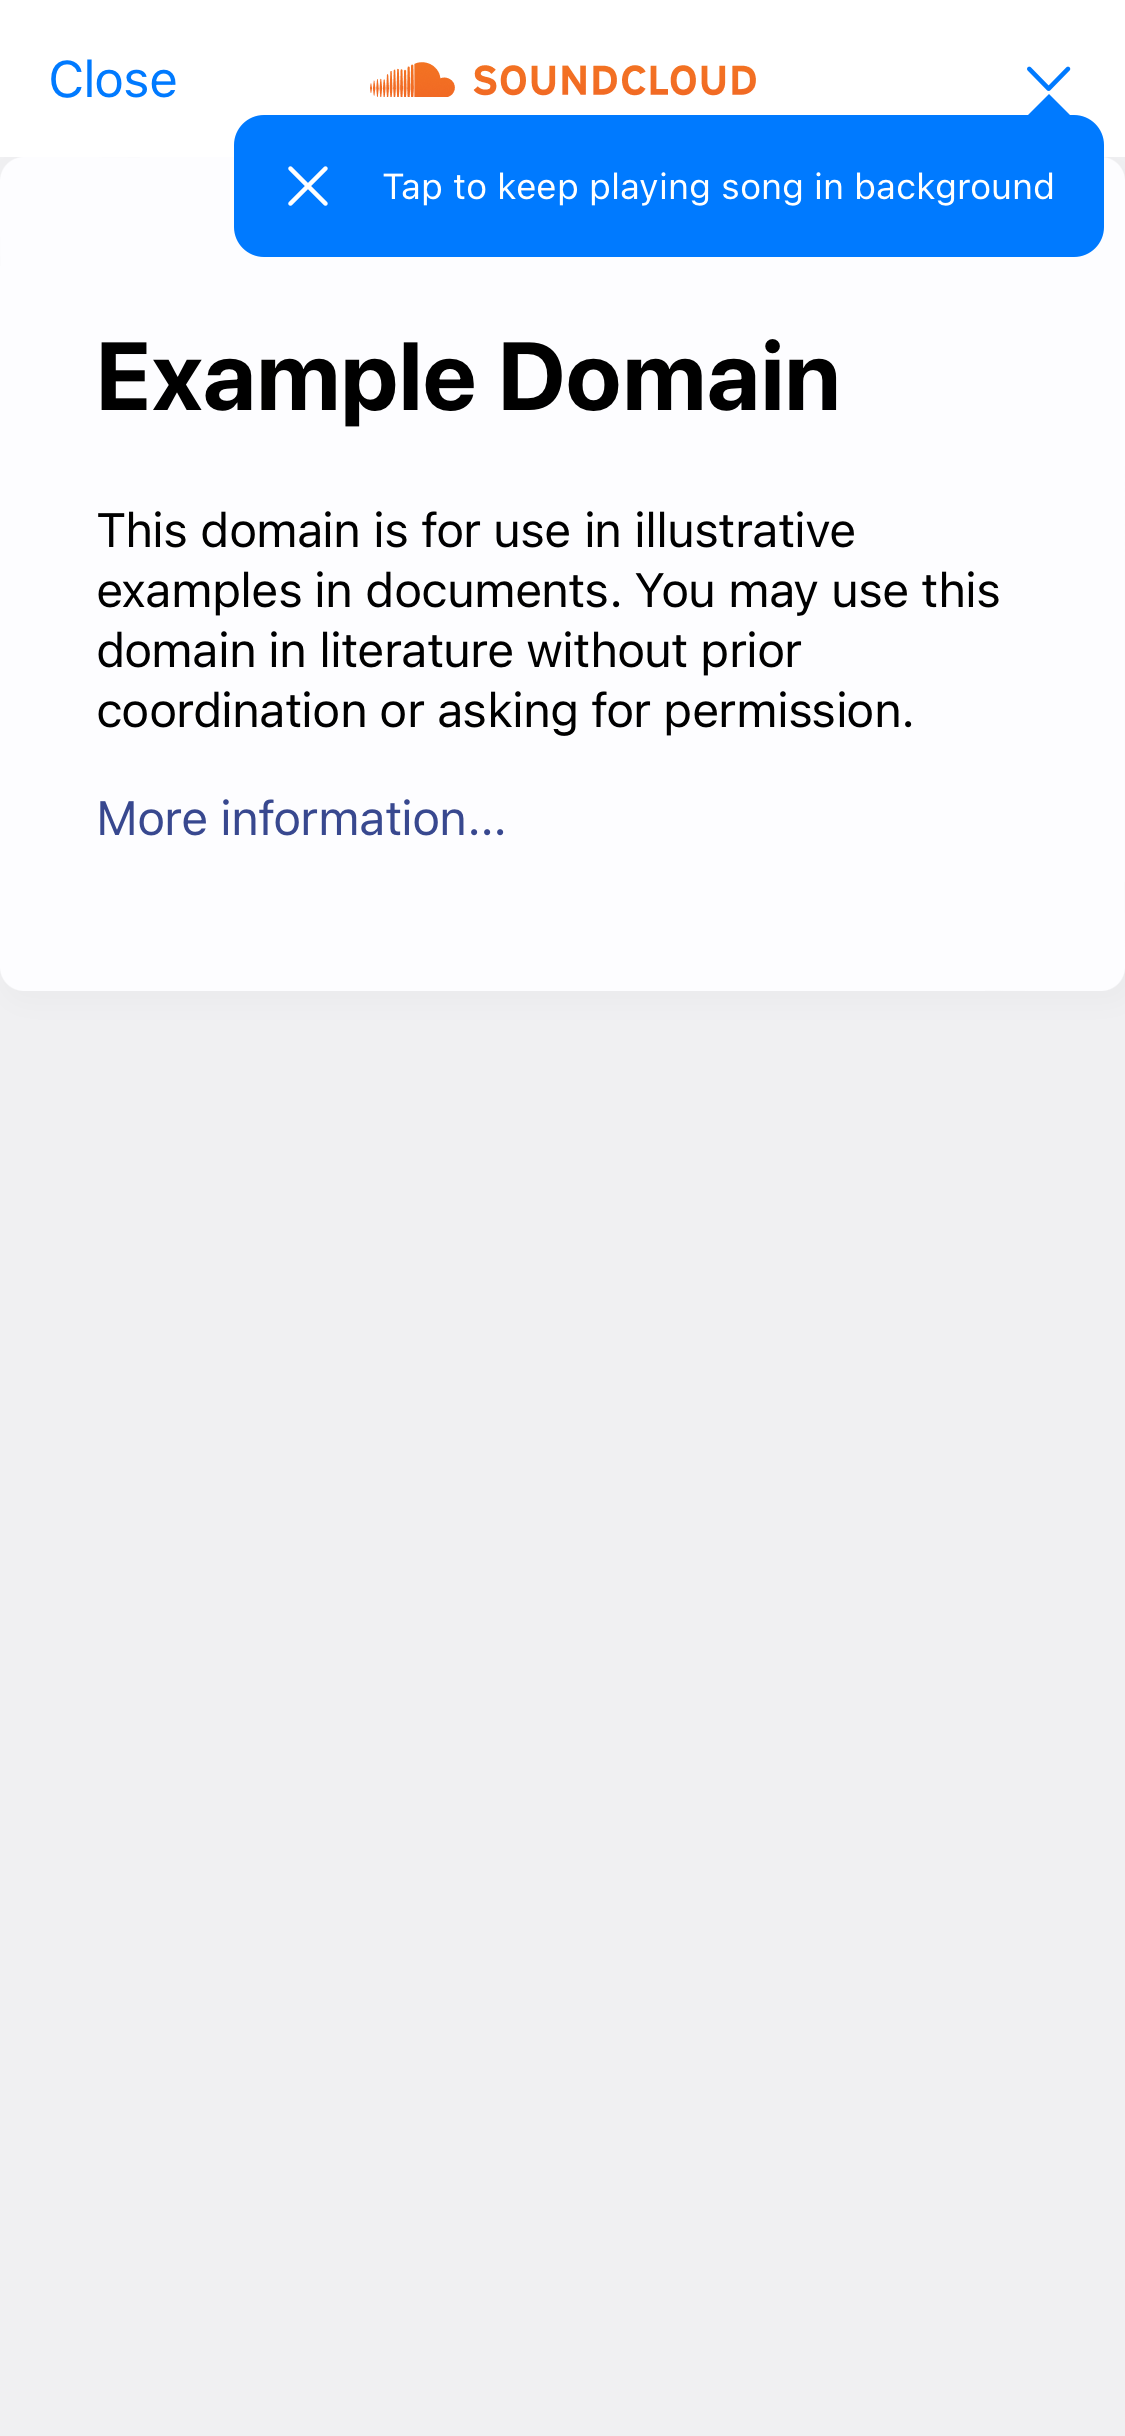 Close
SOUNDCLOUD
Tap to keep playing song in background
Example Domain
This domain is for use in illustrative
examples in documents. You may use this
domain in literature without prior
coordination or asking for permission.
More information...